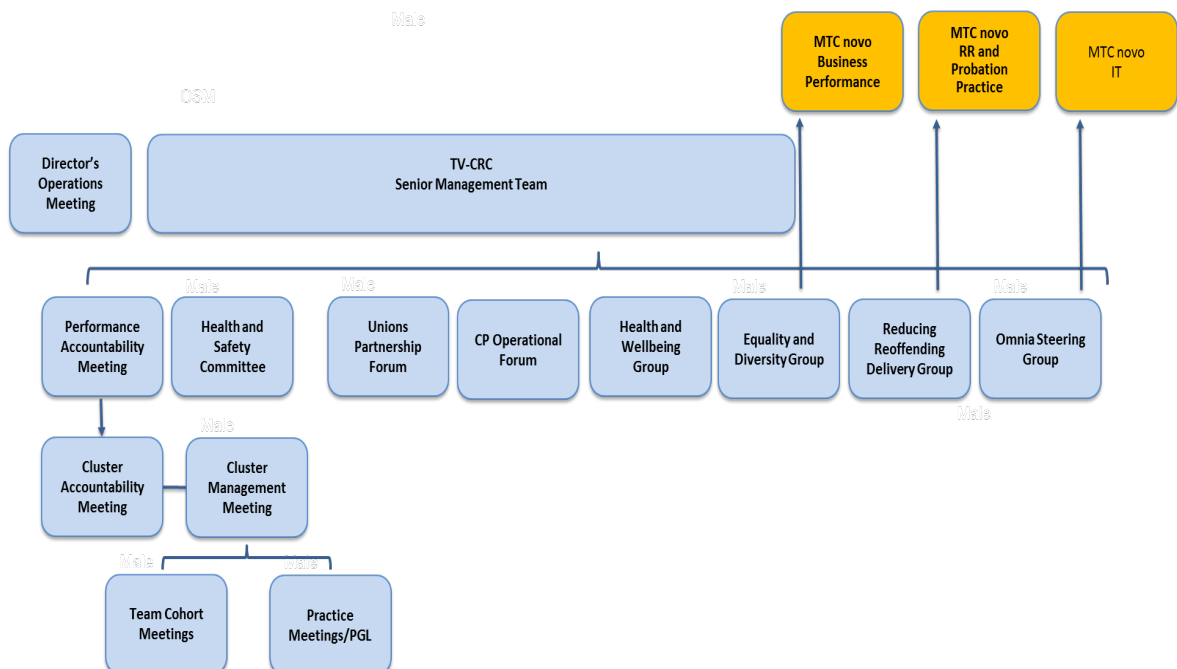 Male
MTC novo
Business
Performance
MTC novo
RR and
Probation
Practice
MTC novo
IT
OSM
Director's
Operations
Meeting
TV-CRC
Senior Management Team
Male
Male
Male
Male
Performance
Accountability
Meeting
Health and
Safety
Committee
Unions
Partnership
Forum
CP Operational
Forum
Health and
Wellbeing
Group
Equality and
Diversity Group
Reducing
Reoffending
Delivery Group
Omnia Steering
Group
Male
Male
Cluster
Accountability
Meeting
Cluster
Management
Meeting
Male
Male
Team Cohort
Meetings
Practice
Meetings/PGL